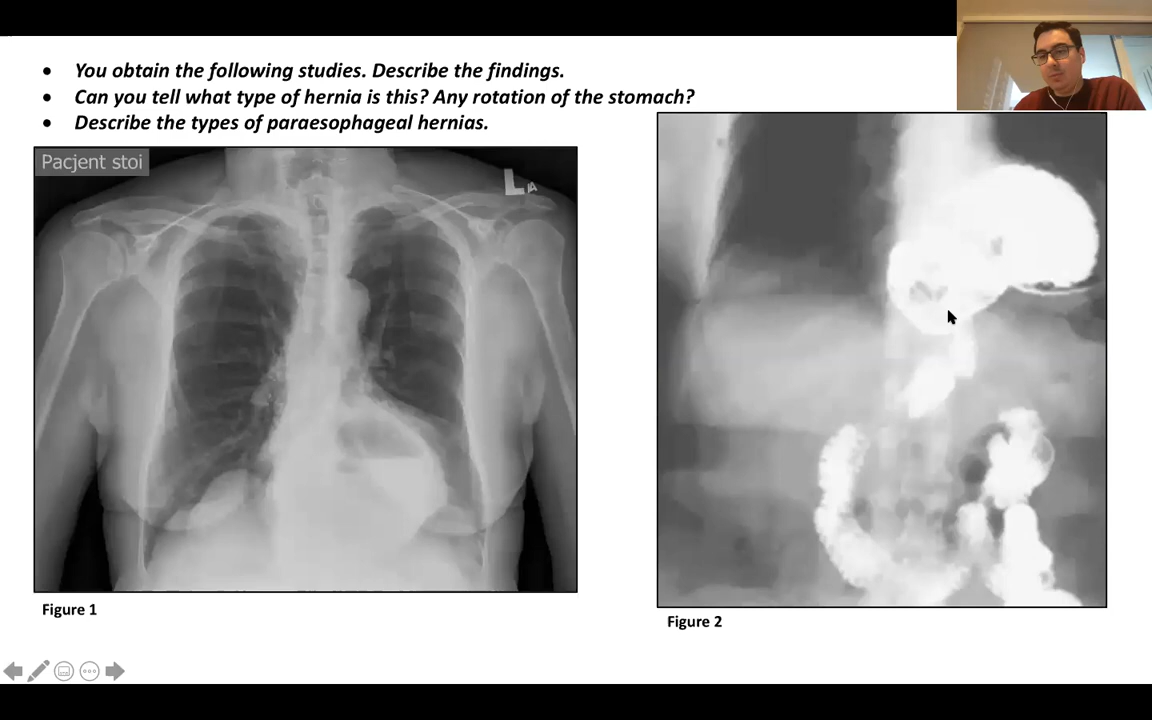 You obtain the following studies. Describe the findings.
Can you tell what type of hernia is this? Any rotation of the stomach?
Describe the types of paraesophageal hernias.
Pacjent stoi
L
Figure 1
Figure 2